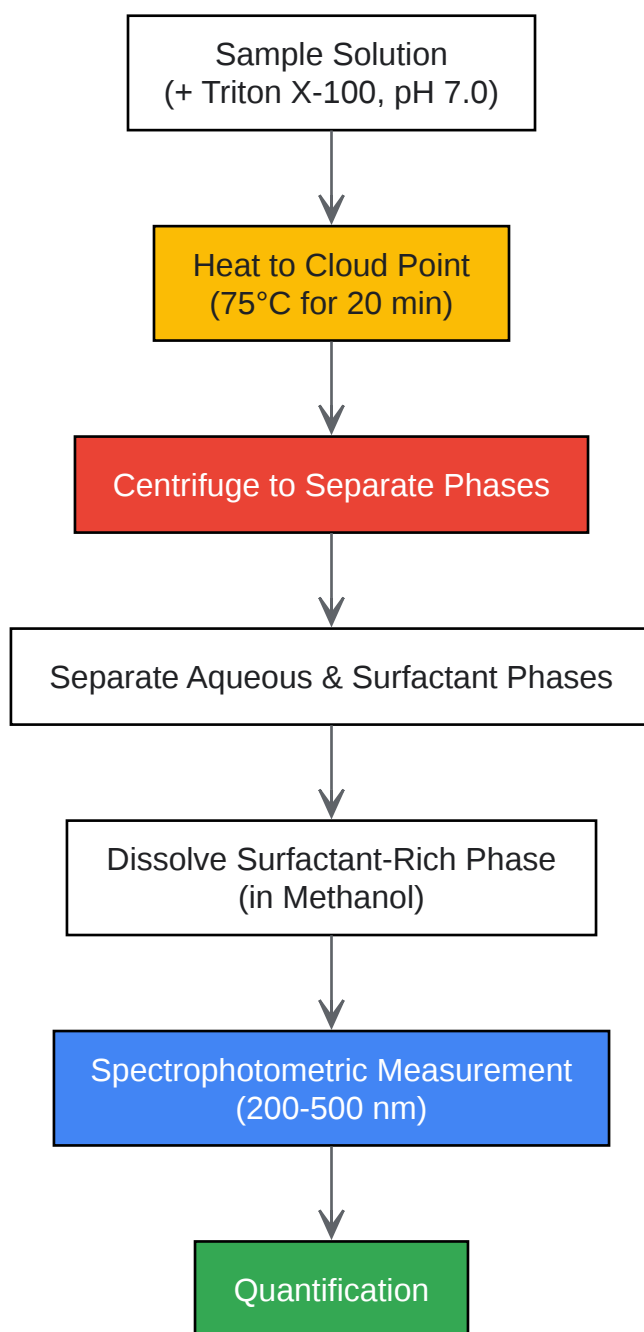 Sample Solution
(+ Triton X-100, pH 7.0)
Heat to Cloud Point
(75°C for 20 min)
Centrifuge to Separate Phases
Separate Aqueous & Surfactant Phases
Dissolve Surfactant-Rich Phase
(in Methanol)
Spectrophotometric Measurement
(200-500 nm)
Quantification